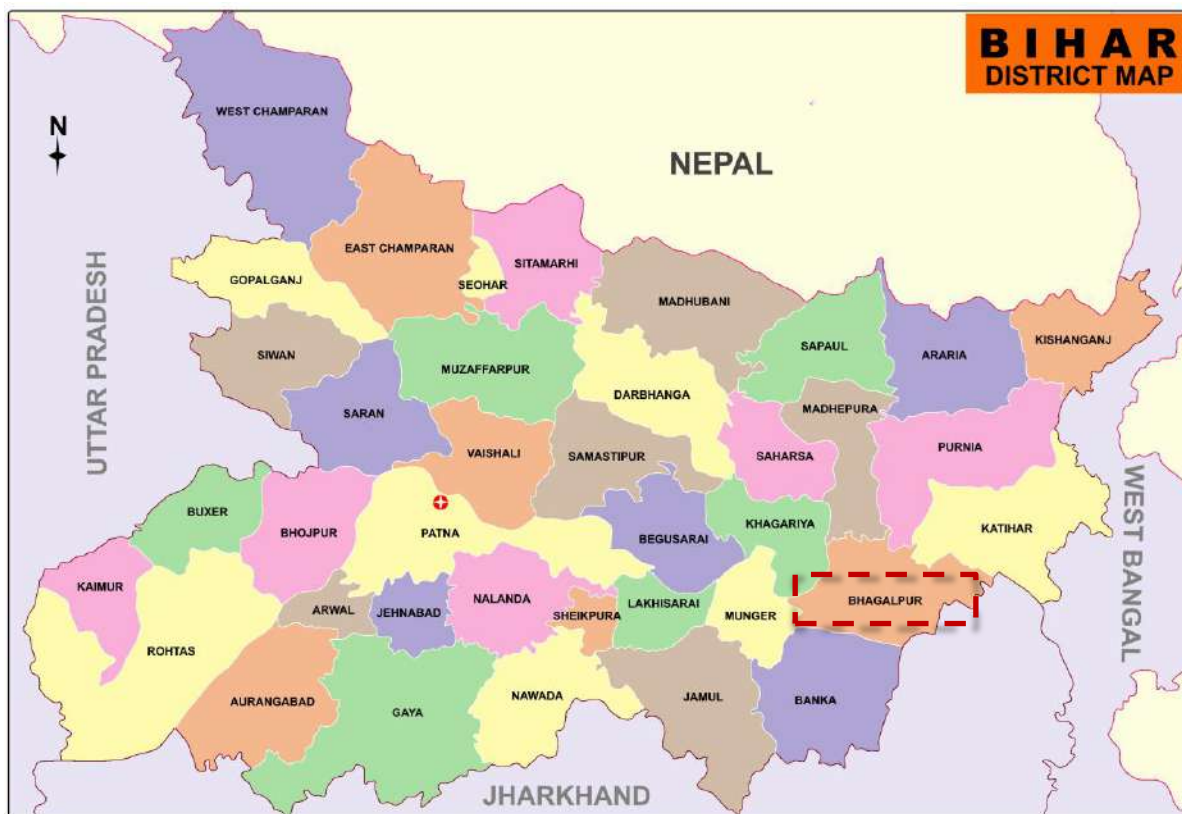 BIHAR
DISTRICT MAP
N
WEST CHAMPARAN
NEPAL
EAST CHAMPARAN
SITAMARHI
GOPALGANJ
SEOHAR
MADHUBANI
UTTAR PRADESH
SIWAN
SAPAUL
ARARIA
KISHANGANJ
MUZAFFARPUR
DARBHANGA
MADHEPURA
SARAN
VAISHALI
SAMASTIPUR
SAHARSA
PURNIA
BUXER
BHOJPUR
PATNA
BEGUSARAI
KHAGARIYA
KATIHAR
WEST BANGAL
KAIMUR
ARWAL
JEHNABAD
NALANDA
SHEIKPURA
LAKHISARAI
MUNGER
BHAGALPUR
ROHTAS
AURANGABAD
GAYA
NAWADA
JAMUL
BANKA
JHARKHAND